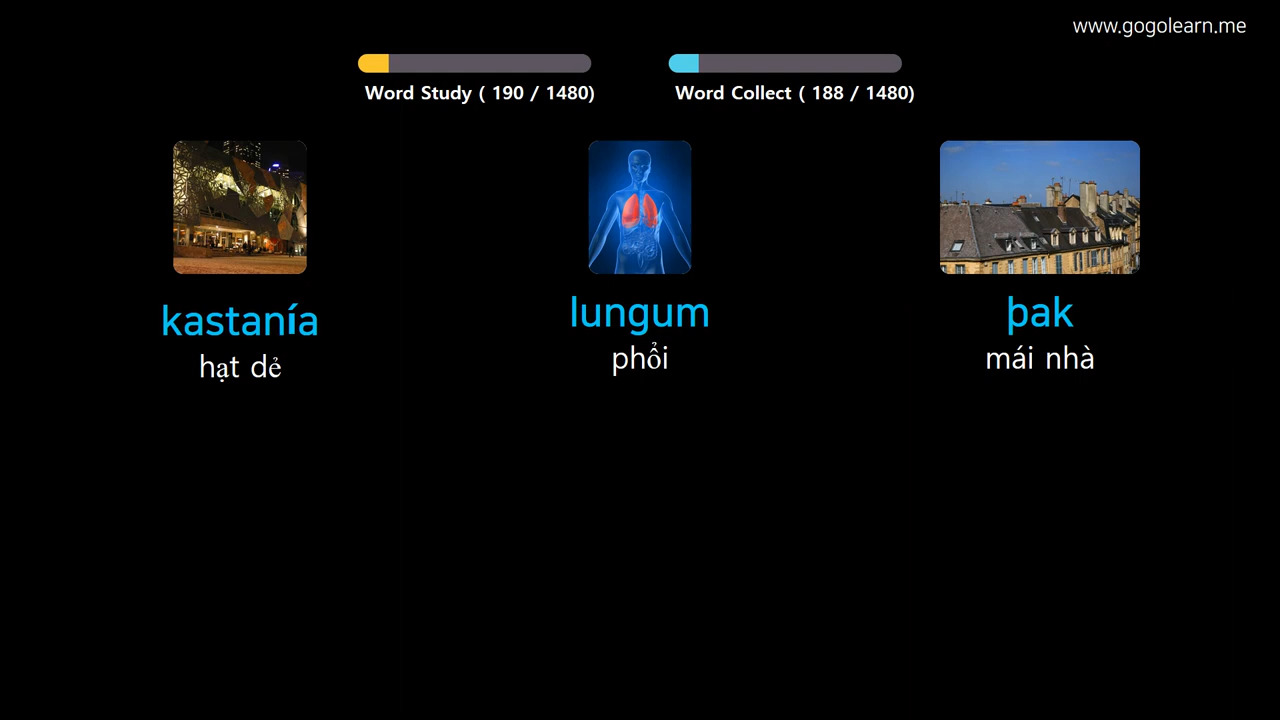 www.gogolearn.me
Word Study ( 190 / 1480)
Word Collect ( 188 / 1480)
kastanía
lungum
þak
hạt dẻ
phổi
mái nhà